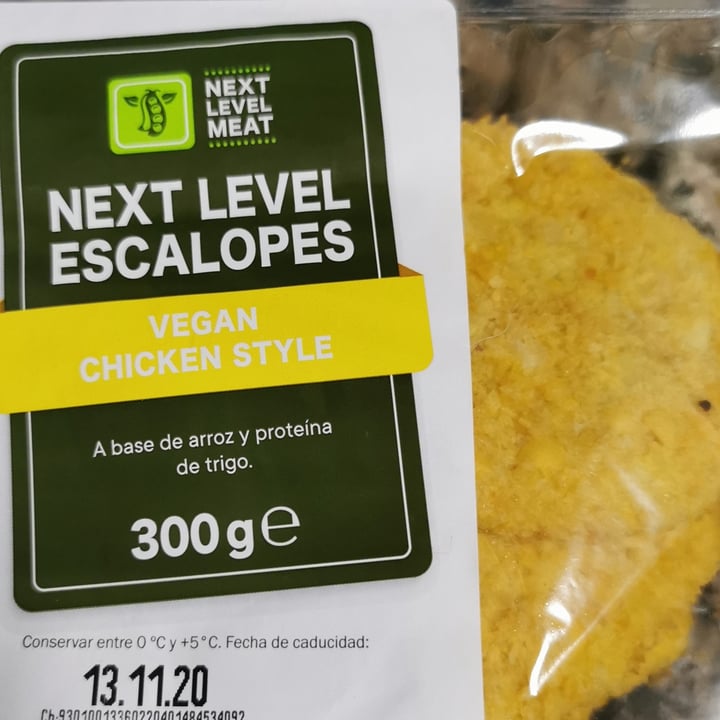 NEXT
LEVEL
MEAT
NEXT LEVEL
ESCALOPES
VEGAN
CHICKEN STYLE
A base de arroz y proteína
de trigo.
300 g e
Conservar entre 0 °C y +5°C. Fecha de caducidad:
13.11.20